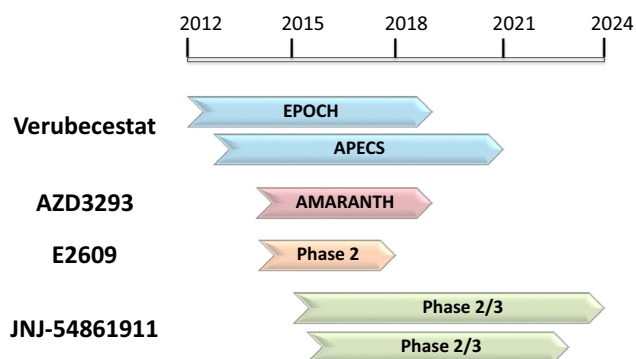 2012 2015 2018 2021 2024
EPOCH
Verubecestat
APECS
AZD3293 AMARANTH
E2609 Phase 2
Phase 2/3
JNJ-54861911
Phase 2/3